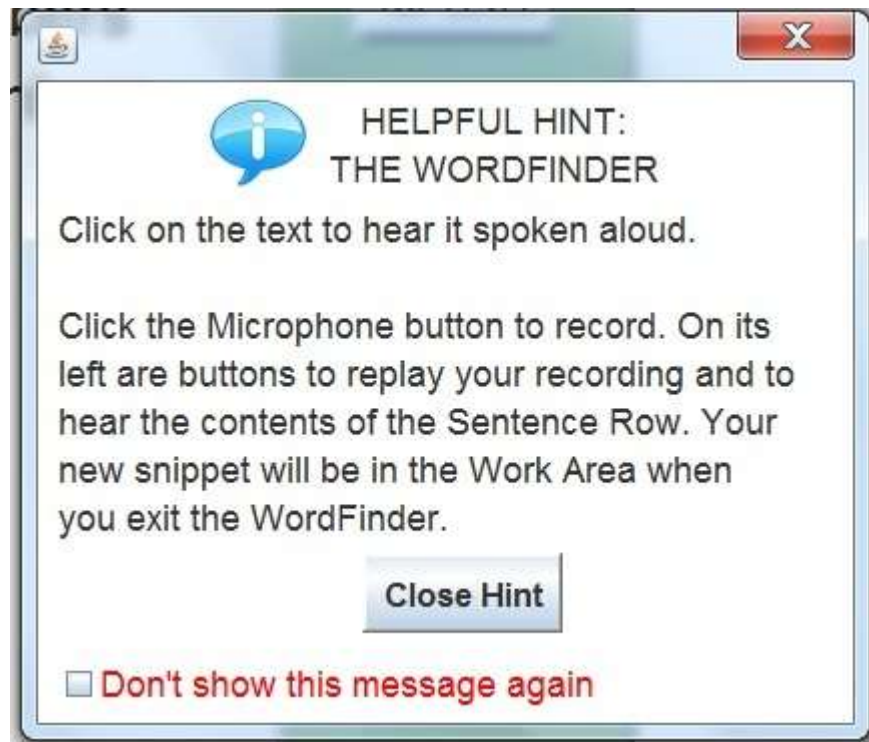 HELPFUL HINT:
THE WORDFINDER
Click on the text to hear it spoken aloud.
Click the Microphone button to record. On its
left are buttons to replay your recording and to
hear the contents of the Sentence Row. Your
new snippet will be in the Work Area when
you exit the WordFinder.
Close Hint
Don't show this message again